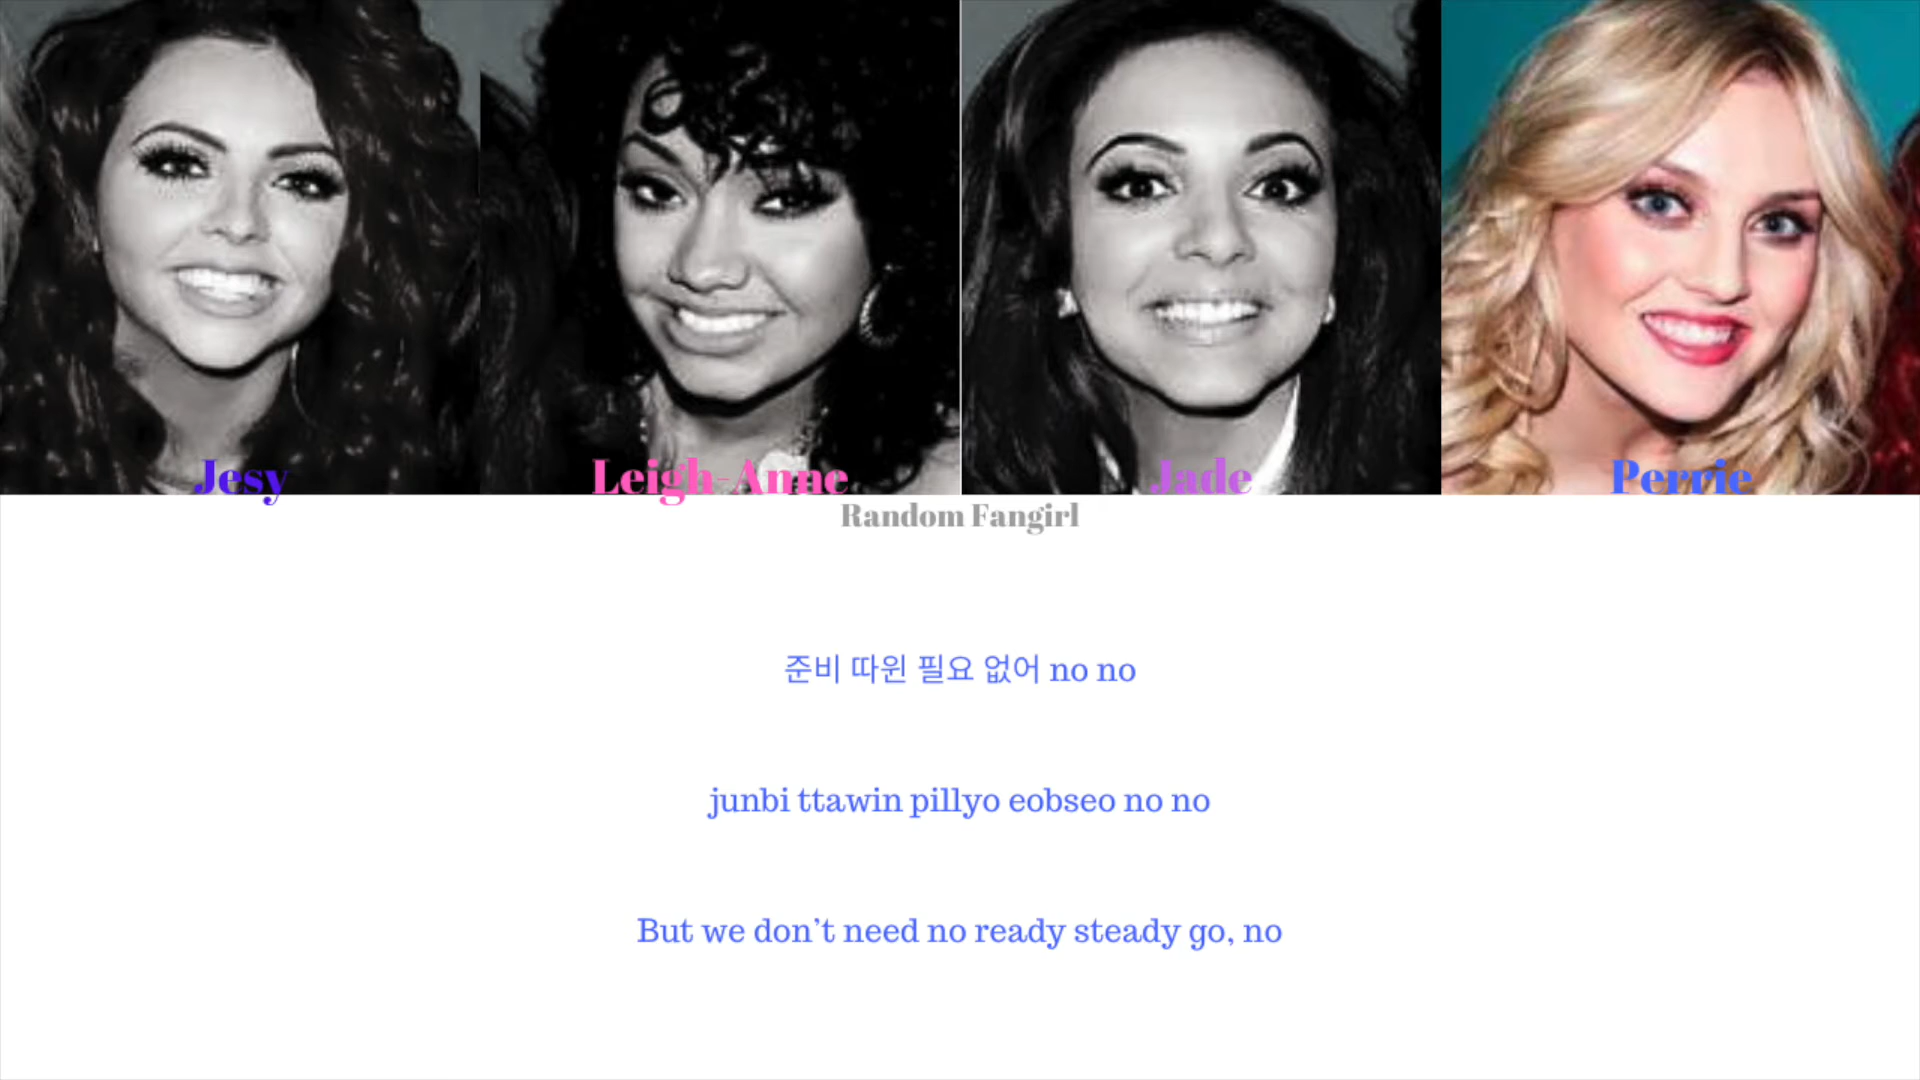 Jesy
Leigh-Anne
Jade
Perrie
Random Fangirl
준비 따윈 필요 없어 no no
junbi ttawin pillyo eobseo no no
But we don’t need no ready steady go, no